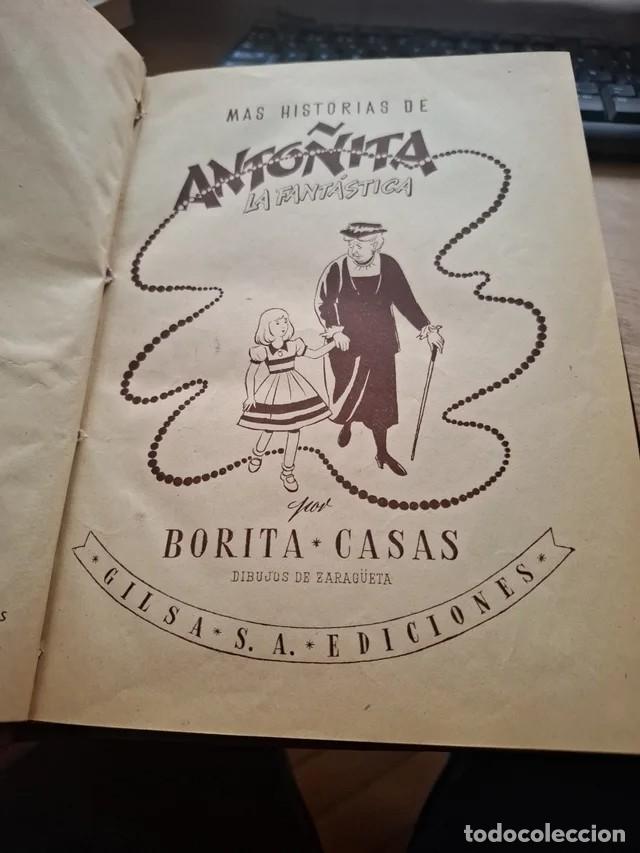 MAS HISTORIAS DE
ANTOÑITA
LA FANTÁSTICA
por
BORITA * CASAS
DIBUJOS DE ZARAGÜETA
* GILSA * S. A. * EDICIONES *
S
todocoleccion